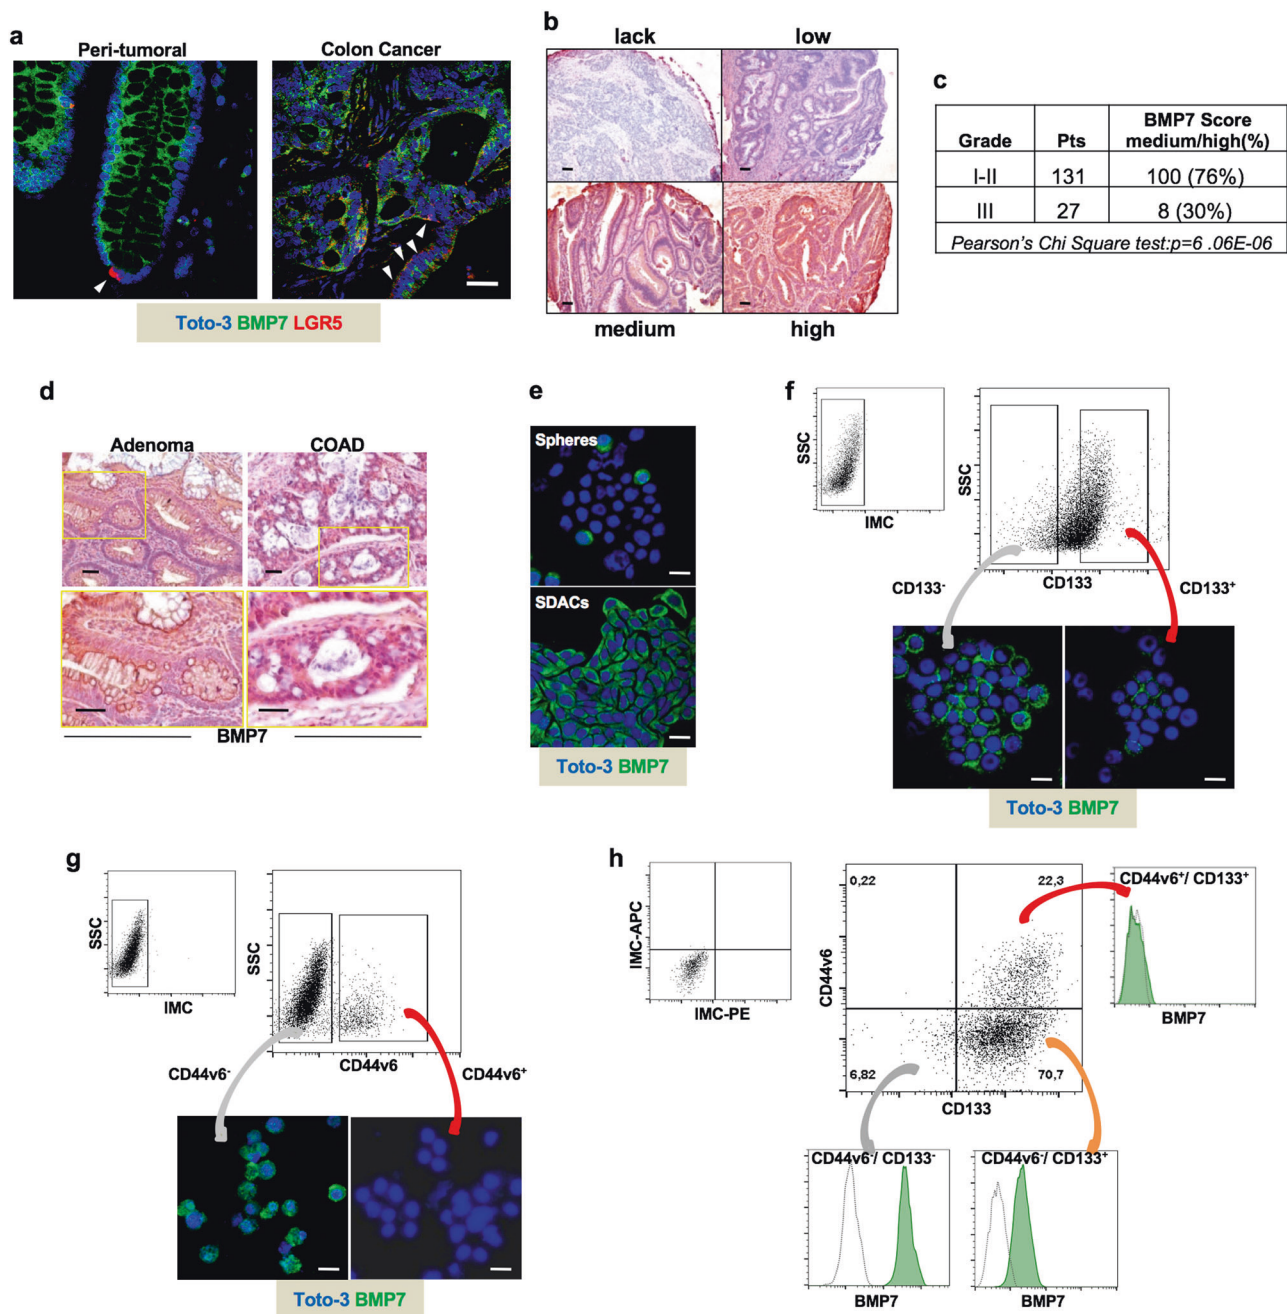 a
Peri-tumoral
Colon Cancer
Toto-3 BMP7 LGR5
b
lack
low
medium
high
c
Grade Pts BMP7 Score medium/high(%)
I-II 131 100 (76%)
III 27 8 (30%)
Pearson's Chi Square test:p=6 .06E-06
d
Adenoma
COAD
BMP7
e
Spheres
SDACs
Toto-3 BMP7
f
SSC
IMC
SSC
CD133
CD133-
CD133+
Toto-3 BMP7
g
SSC
IMC
SSC
CD44v6
CD44v6-
CD44v6+
Toto-3 BMP7
h
IMC-APC
IMC-PE
CD44v6
0,22
22,3
6,82
70,7
CD133
CD44v6+/ CD133+
BMP7
CD44v6-/ CD133-
BMP7
CD44v6-/ CD133+
BMP7